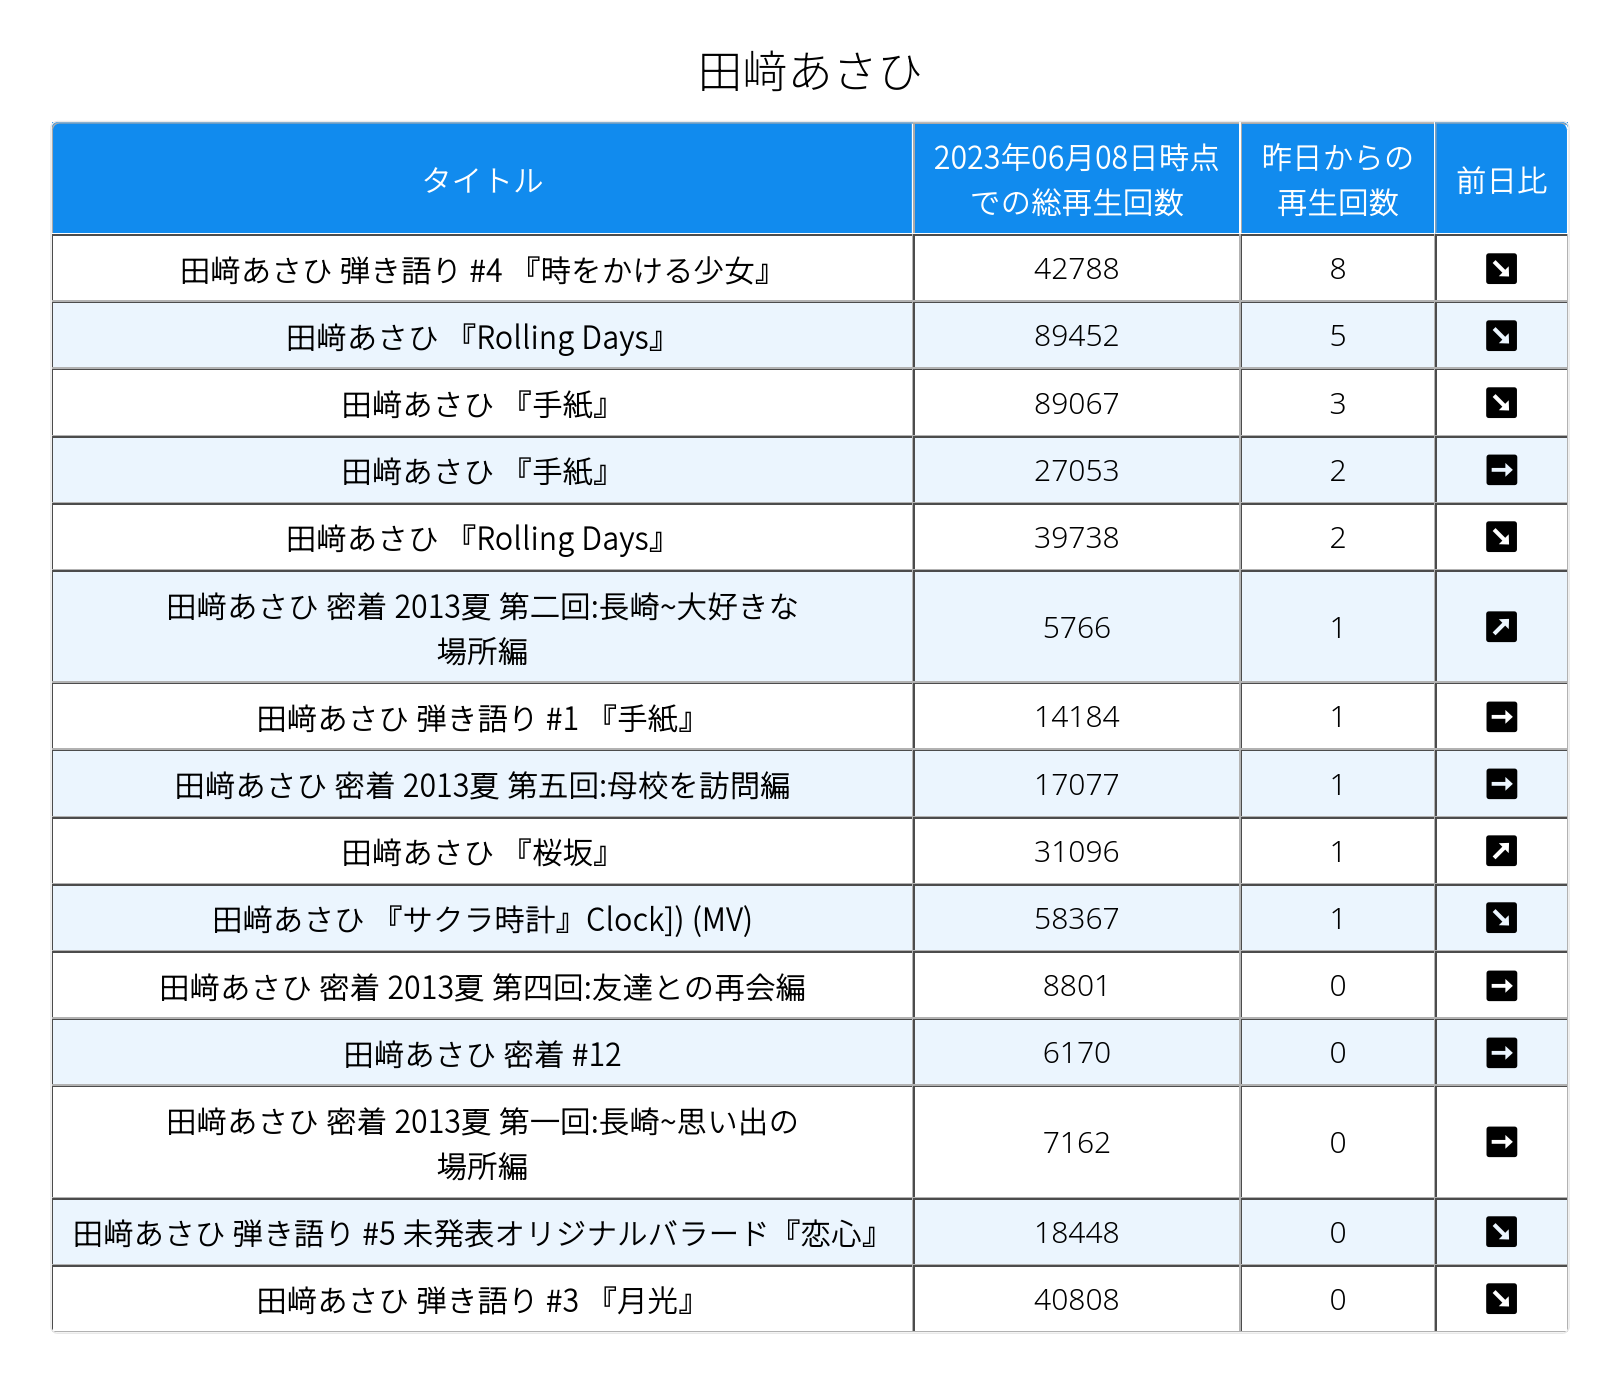 田﨑あさひ
タイトル
2023年06月08日時点
での総再生回数
昨日からの
再生回数
前日比
田﨑あさひ 弾き語り #4 『時をかける少女』 42788 8 ↘
田﨑あさひ 『Rolling Days』 89452 5 ↘
田﨑あさひ 『手紙』 89067 3 ↘
田﨑あさひ 『手紙』 27053 2 →
田﨑あさひ 『Rolling Days』 39738 2 ↘
田﨑あさひ 密着 2013夏 第二回:長崎~大好きな
場所編 5766 1 ↗
田﨑あさひ 弾き語り #1 『手紙』 14184 1 →
田﨑あさひ 密着 2013夏 第五回:母校を訪問編 17077 1 →
田﨑あさひ 『桜坂』 31096 1 ↗
田﨑あさひ 『サクラ時計』Clock]) (MV) 58367 1 ↘
田﨑あさひ 密着 2013夏 第四回:友達との再会編 8801 0 →
田﨑あさひ 密着 #12 6170 0 →
田﨑あさひ 密着 2013夏 第一回:長崎~思い出の
場所編 7162 0 →
田﨑あさひ 弾き語り #5 未発表オリジナルバラード『恋心』 18448 0 ↘
田﨑あさひ 弾き語り #3 『月光』 40808 0 ↘